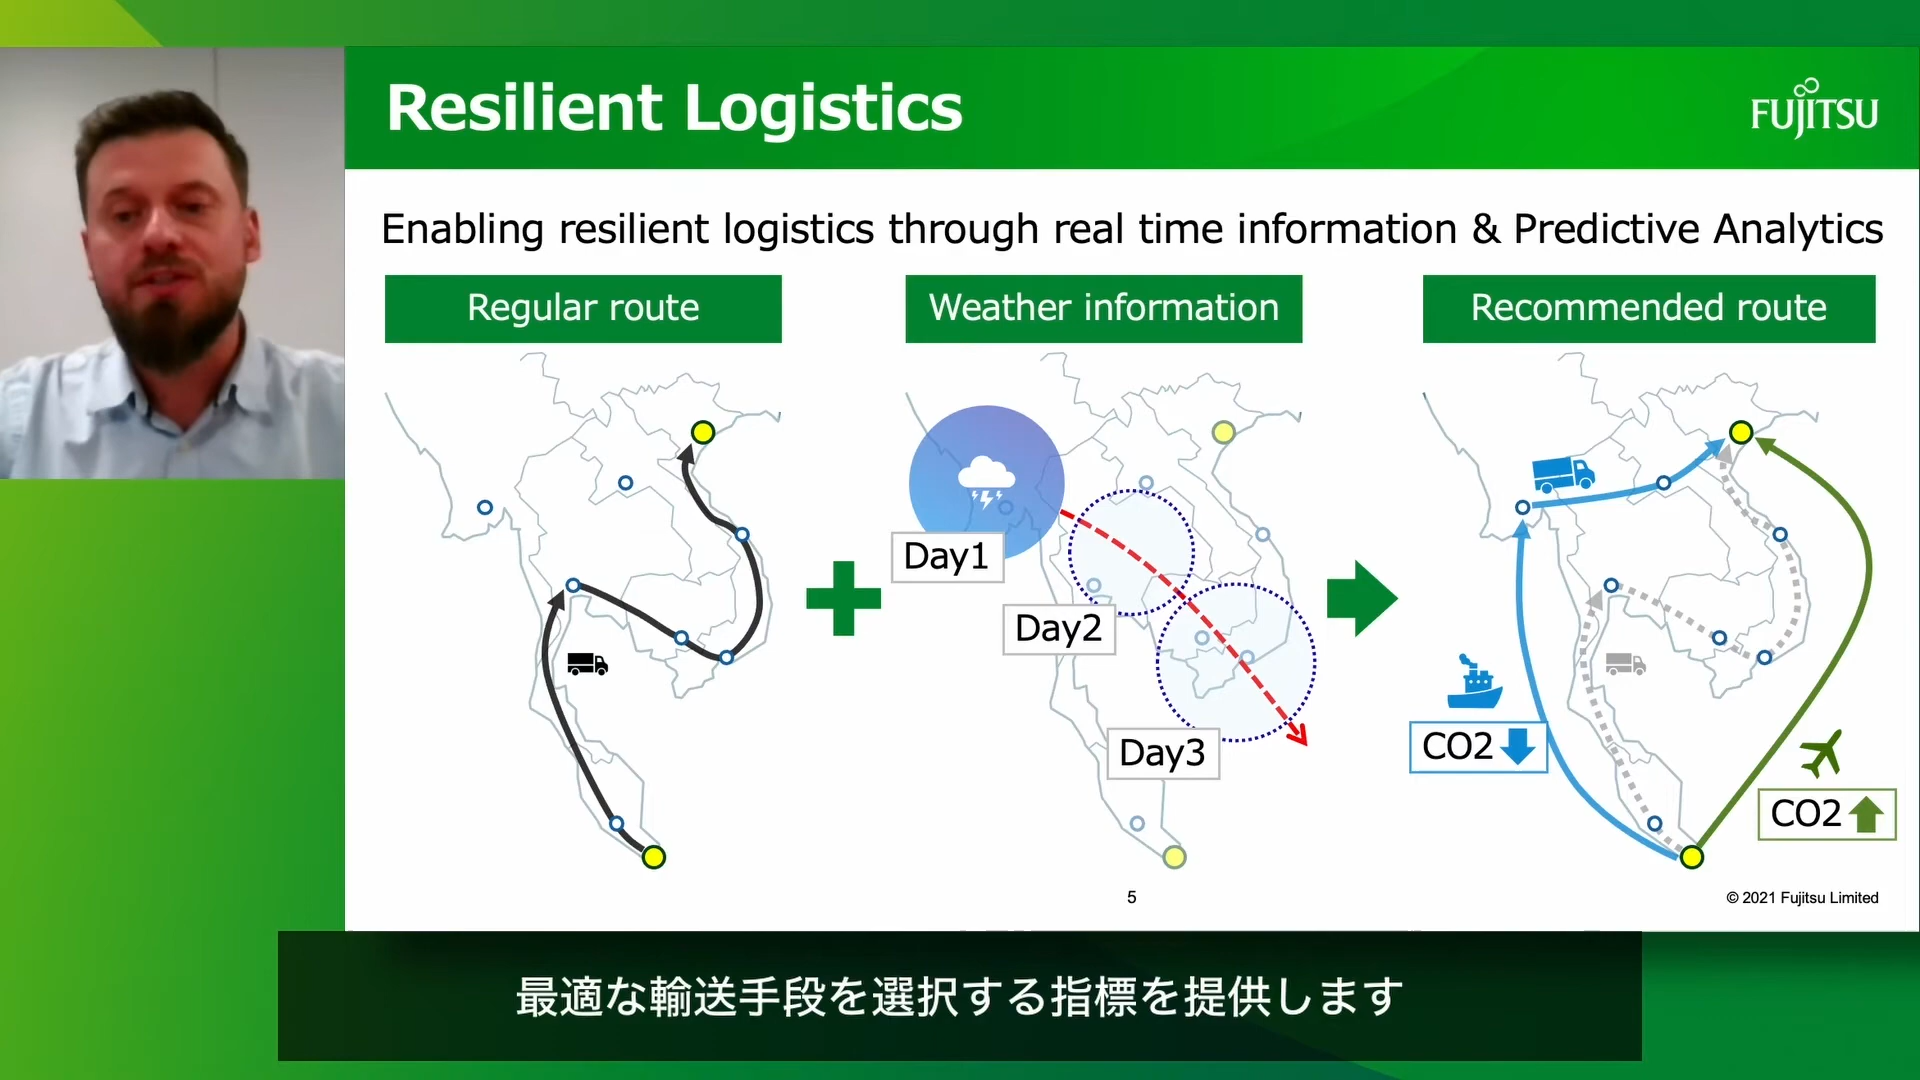 Resilient Logistics
FUJITSU
Enabling resilient logistics through real time information & Predictive Analytics
Regular route
Weather information
Recommended route
Day1
Day2
Day3
CO2
CO2
5
© 2021 Fujitsu Limited
最適な輸送手段を選択する指標を提供します